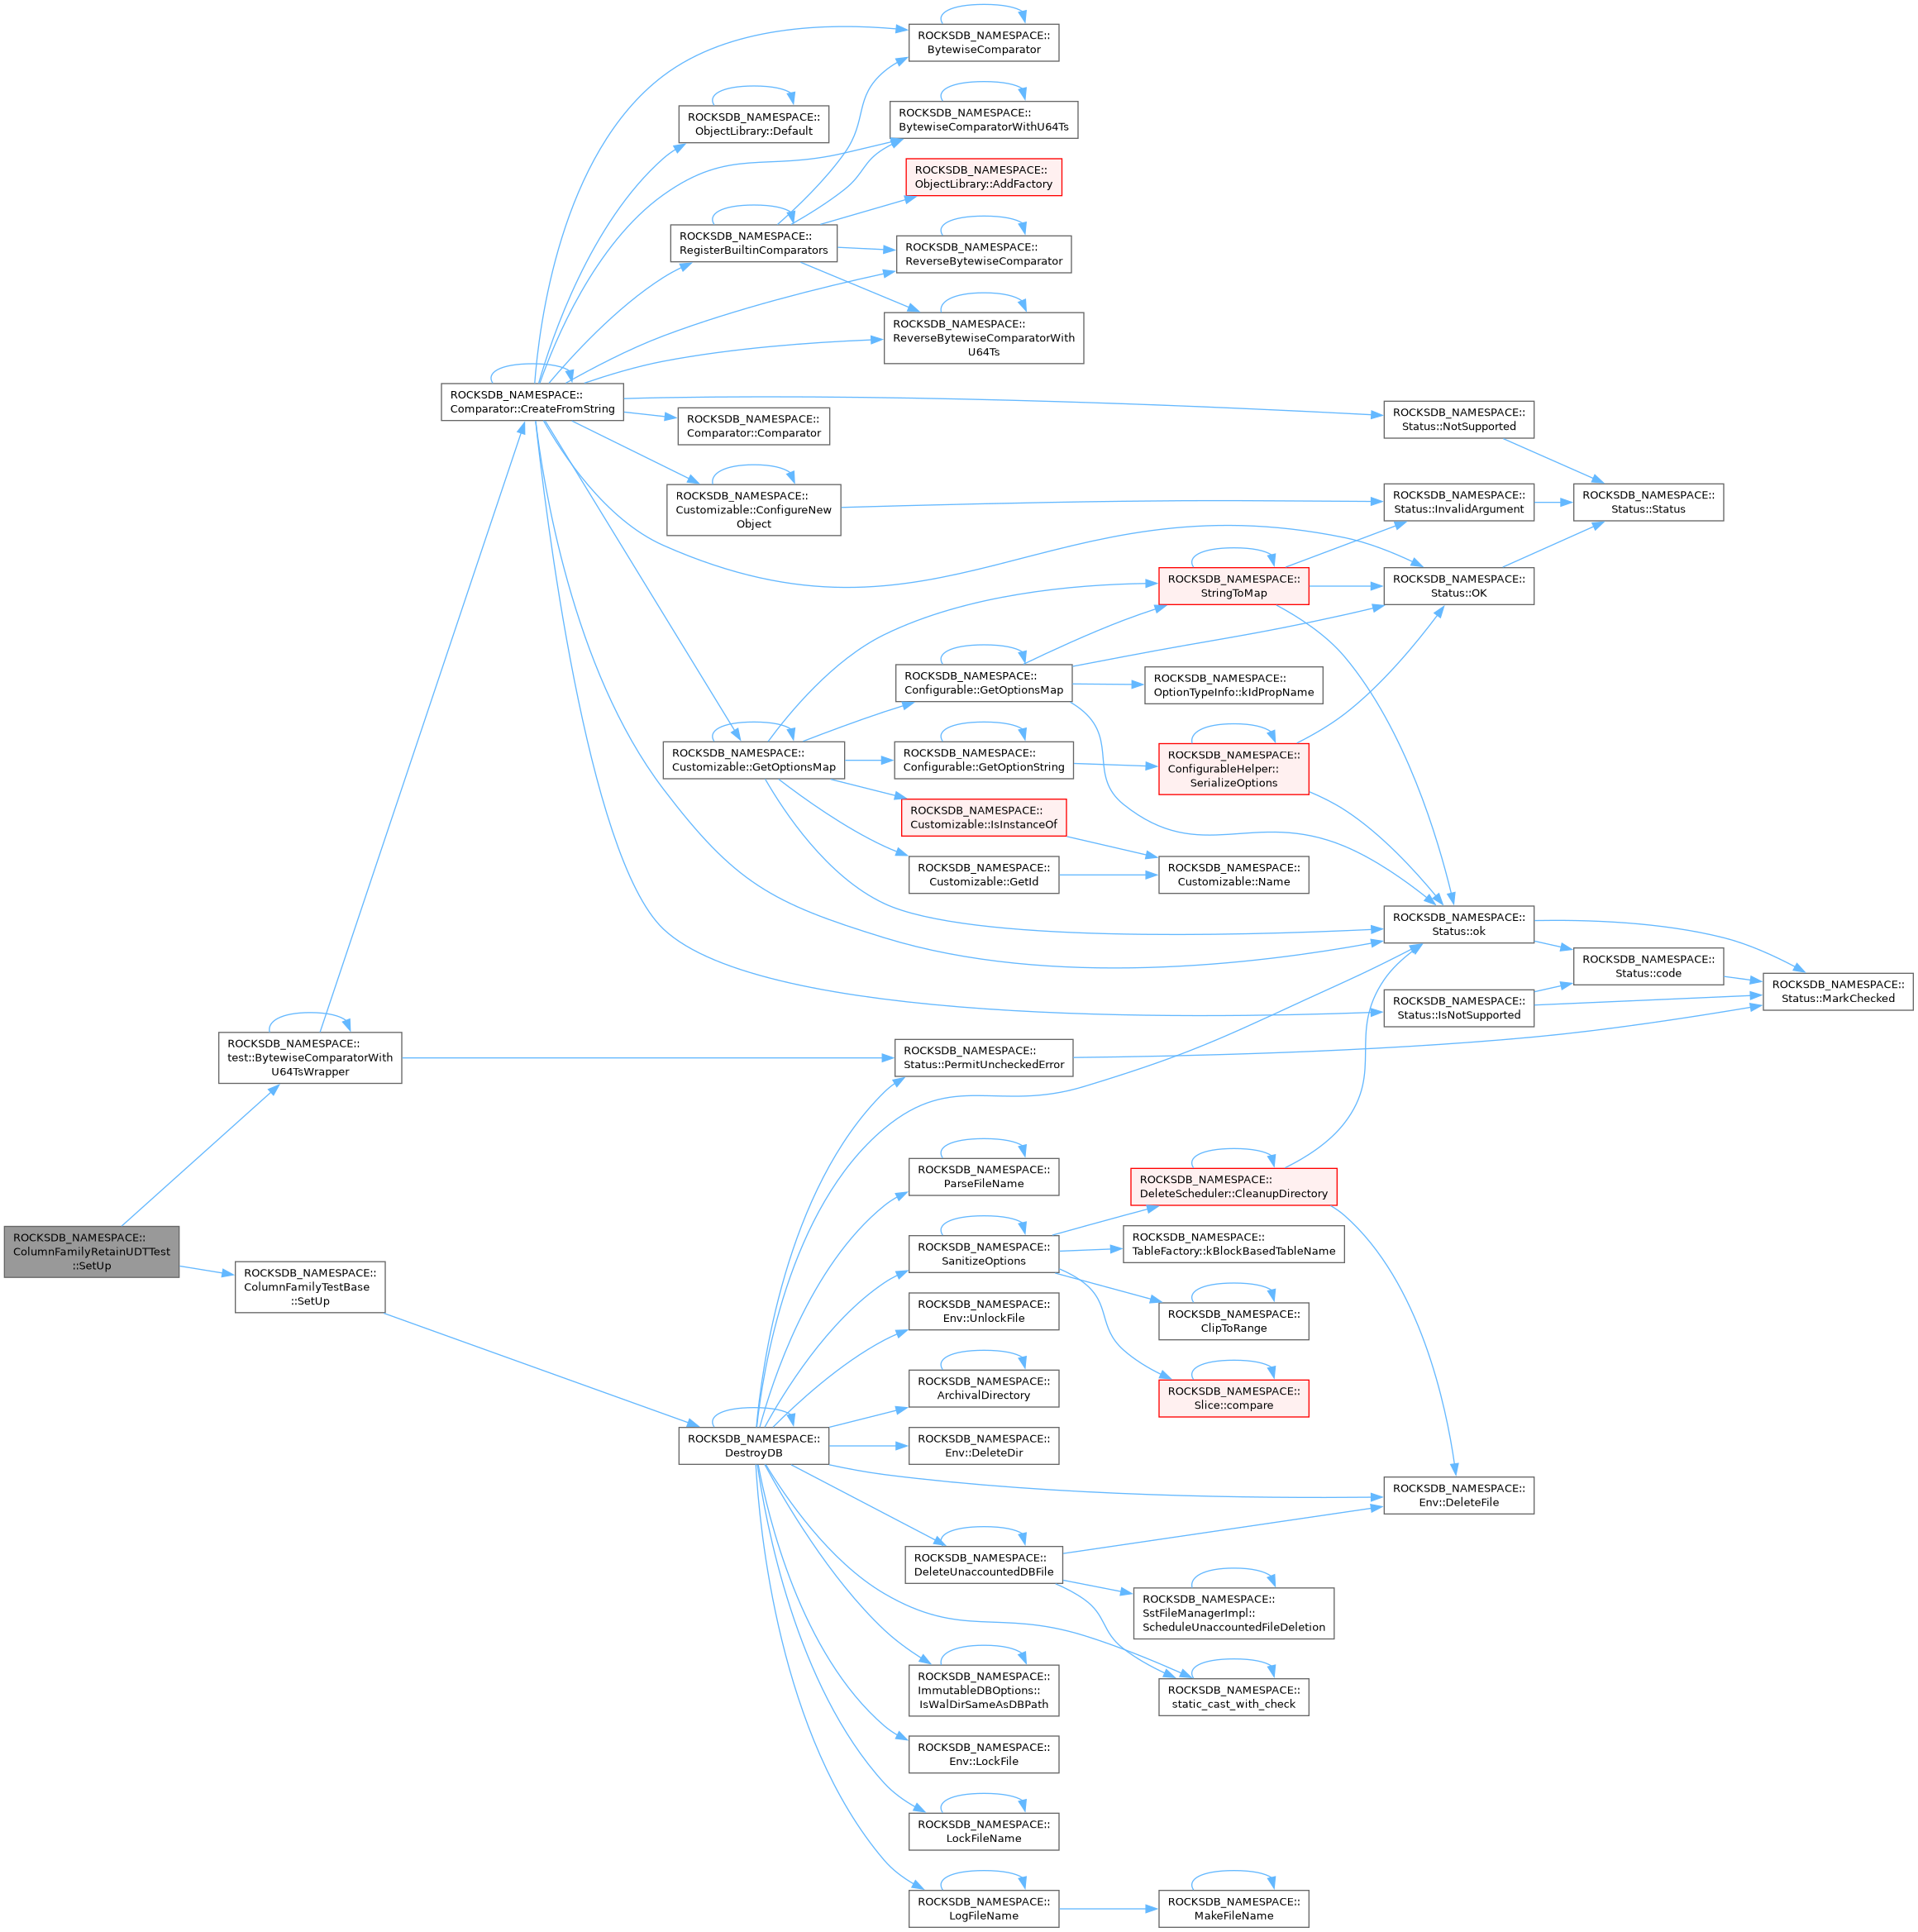 ROCKSDB_NAMESPACE::
BytewiseComparator
ROCKSDB_NAMESPACE::
ObjectLibrary::Default
ROCKSDB_NAMESPACE::
BytewiseComparatorWithU64Ts
ROCKSDB_NAMESPACE::
ObjectLibrary::AddFactory
ROCKSDB_NAMESPACE::
RegisterBuiltinComparators
ROCKSDB_NAMESPACE::
ReverseBytewiseComparator
ROCKSDB_NAMESPACE::
ReverseBytewiseComparatorWith
U64Ts
ROCKSDB_NAMESPACE::
Comparator::CreateFromString
ROCKSDB_NAMESPACE::
Comparator::Comparator
ROCKSDB_NAMESPACE::
Status::NotSupported
ROCKSDB_NAMESPACE::
Customizable::ConfigureNew
Object
ROCKSDB_NAMESPACE::
Status::InvalidArgument
ROCKSDB_NAMESPACE::
Status::Status
ROCKSDB_NAMESPACE::
StringToMap
ROCKSDB_NAMESPACE::
Status::OK
ROCKSDB_NAMESPACE::
Configurable::GetOptionsMap
ROCKSDB_NAMESPACE::
OptionTypeInfo::kIdPropName
ROCKSDB_NAMESPACE::
Customizable::GetOptionsMap
ROCKSDB_NAMESPACE::
Configurable::GetOptionString
ROCKSDB_NAMESPACE::
ConfigurableHelper::
SerializeOptions
ROCKSDB_NAMESPACE::
Customizable::IsInstanceOf
ROCKSDB_NAMESPACE::
Customizable::GetId
ROCKSDB_NAMESPACE::
Customizable::Name
ROCKSDB_NAMESPACE::
Status::ok
ROCKSDB_NAMESPACE::
Status::code
ROCKSDB_NAMESPACE::
Status::MarkChecked
ROCKSDB_NAMESPACE::
Status::IsNotSupported
ROCKSDB_NAMESPACE::
test::BytewiseComparatorWith
U64TsWrapper
ROCKSDB_NAMESPACE::
Status::PermitUncheckedError
ROCKSDB_NAMESPACE::
ParseFileName
ROCKSDB_NAMESPACE::
DeleteScheduler::CleanupDirectory
ROCKSDB_NAMESPACE::
ColumnFamilyRetainUDTTest
::SetUp
ROCKSDB_NAMESPACE::
ColumnFamilyTestBase
::SetUp
ROCKSDB_NAMESPACE::
SanitizeOptions
ROCKSDB_NAMESPACE::
TableFactory::kBlockBasedTableName
ROCKSDB_NAMESPACE::
Env::UnlockFile
ROCKSDB_NAMESPACE::
ClipToRange
ROCKSDB_NAMESPACE::
ArchivalDirectory
ROCKSDB_NAMESPACE::
Slice::compare
ROCKSDB_NAMESPACE::
DestroyDB
ROCKSDB_NAMESPACE::
Env::DeleteDir
ROCKSDB_NAMESPACE::
Env::DeleteFile
ROCKSDB_NAMESPACE::
DeleteUnaccountedDBFile
ROCKSDB_NAMESPACE::
SstFileManagerImpl::
ScheduleUnaccountedFileDeletion
ROCKSDB_NAMESPACE::
ImmutableDBOptions::
IsWalDirSameAsDBPath
ROCKSDB_NAMESPACE::
static_cast_with_check
ROCKSDB_NAMESPACE::
Env::LockFile
ROCKSDB_NAMESPACE::
LockFileName
ROCKSDB_NAMESPACE::
LogFileName
ROCKSDB_NAMESPACE::
MakeFileName